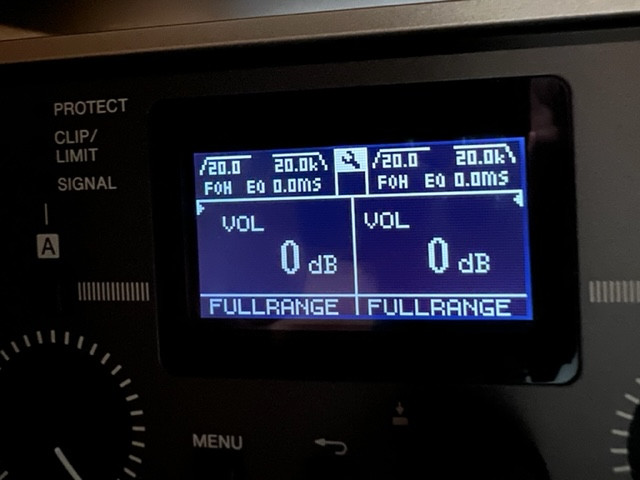 PROTECT
CLIP/
LIMIT
SIGNAL
A
20.0 20.0k 20.0 20.0k
FOH EQ 0.0ms FOH EQ 0.0ms
VOL VOL
0 dB 0 dB
FULLRANGE FULLRANGE
MENU